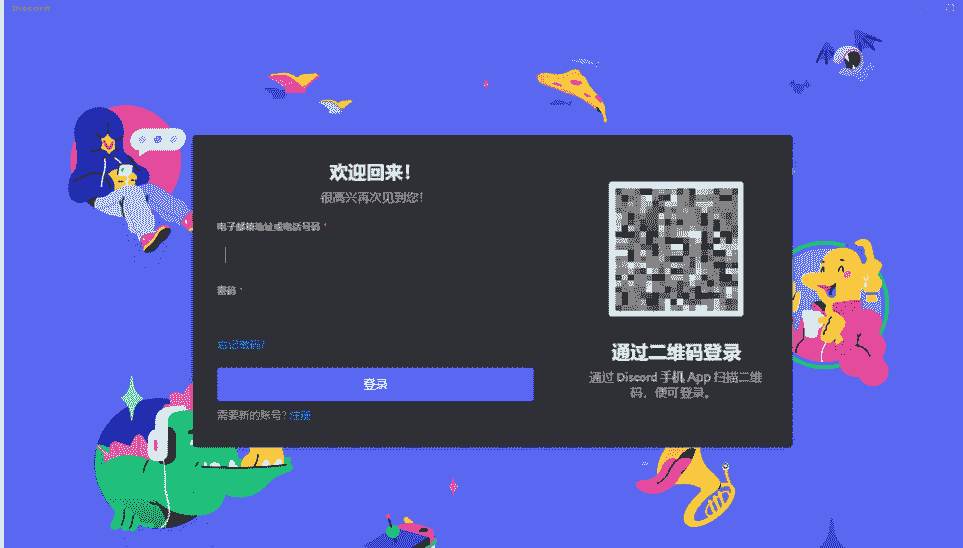 Discord
欢迎回来!
很高兴再次见到您!
电子邮箱地址或电话号码 *
密码 *
忘记密码?
登录
需要新的账号? 注册
通过二维码登录
通过 Discord 手机 App 扫描二维
码，便可登录。